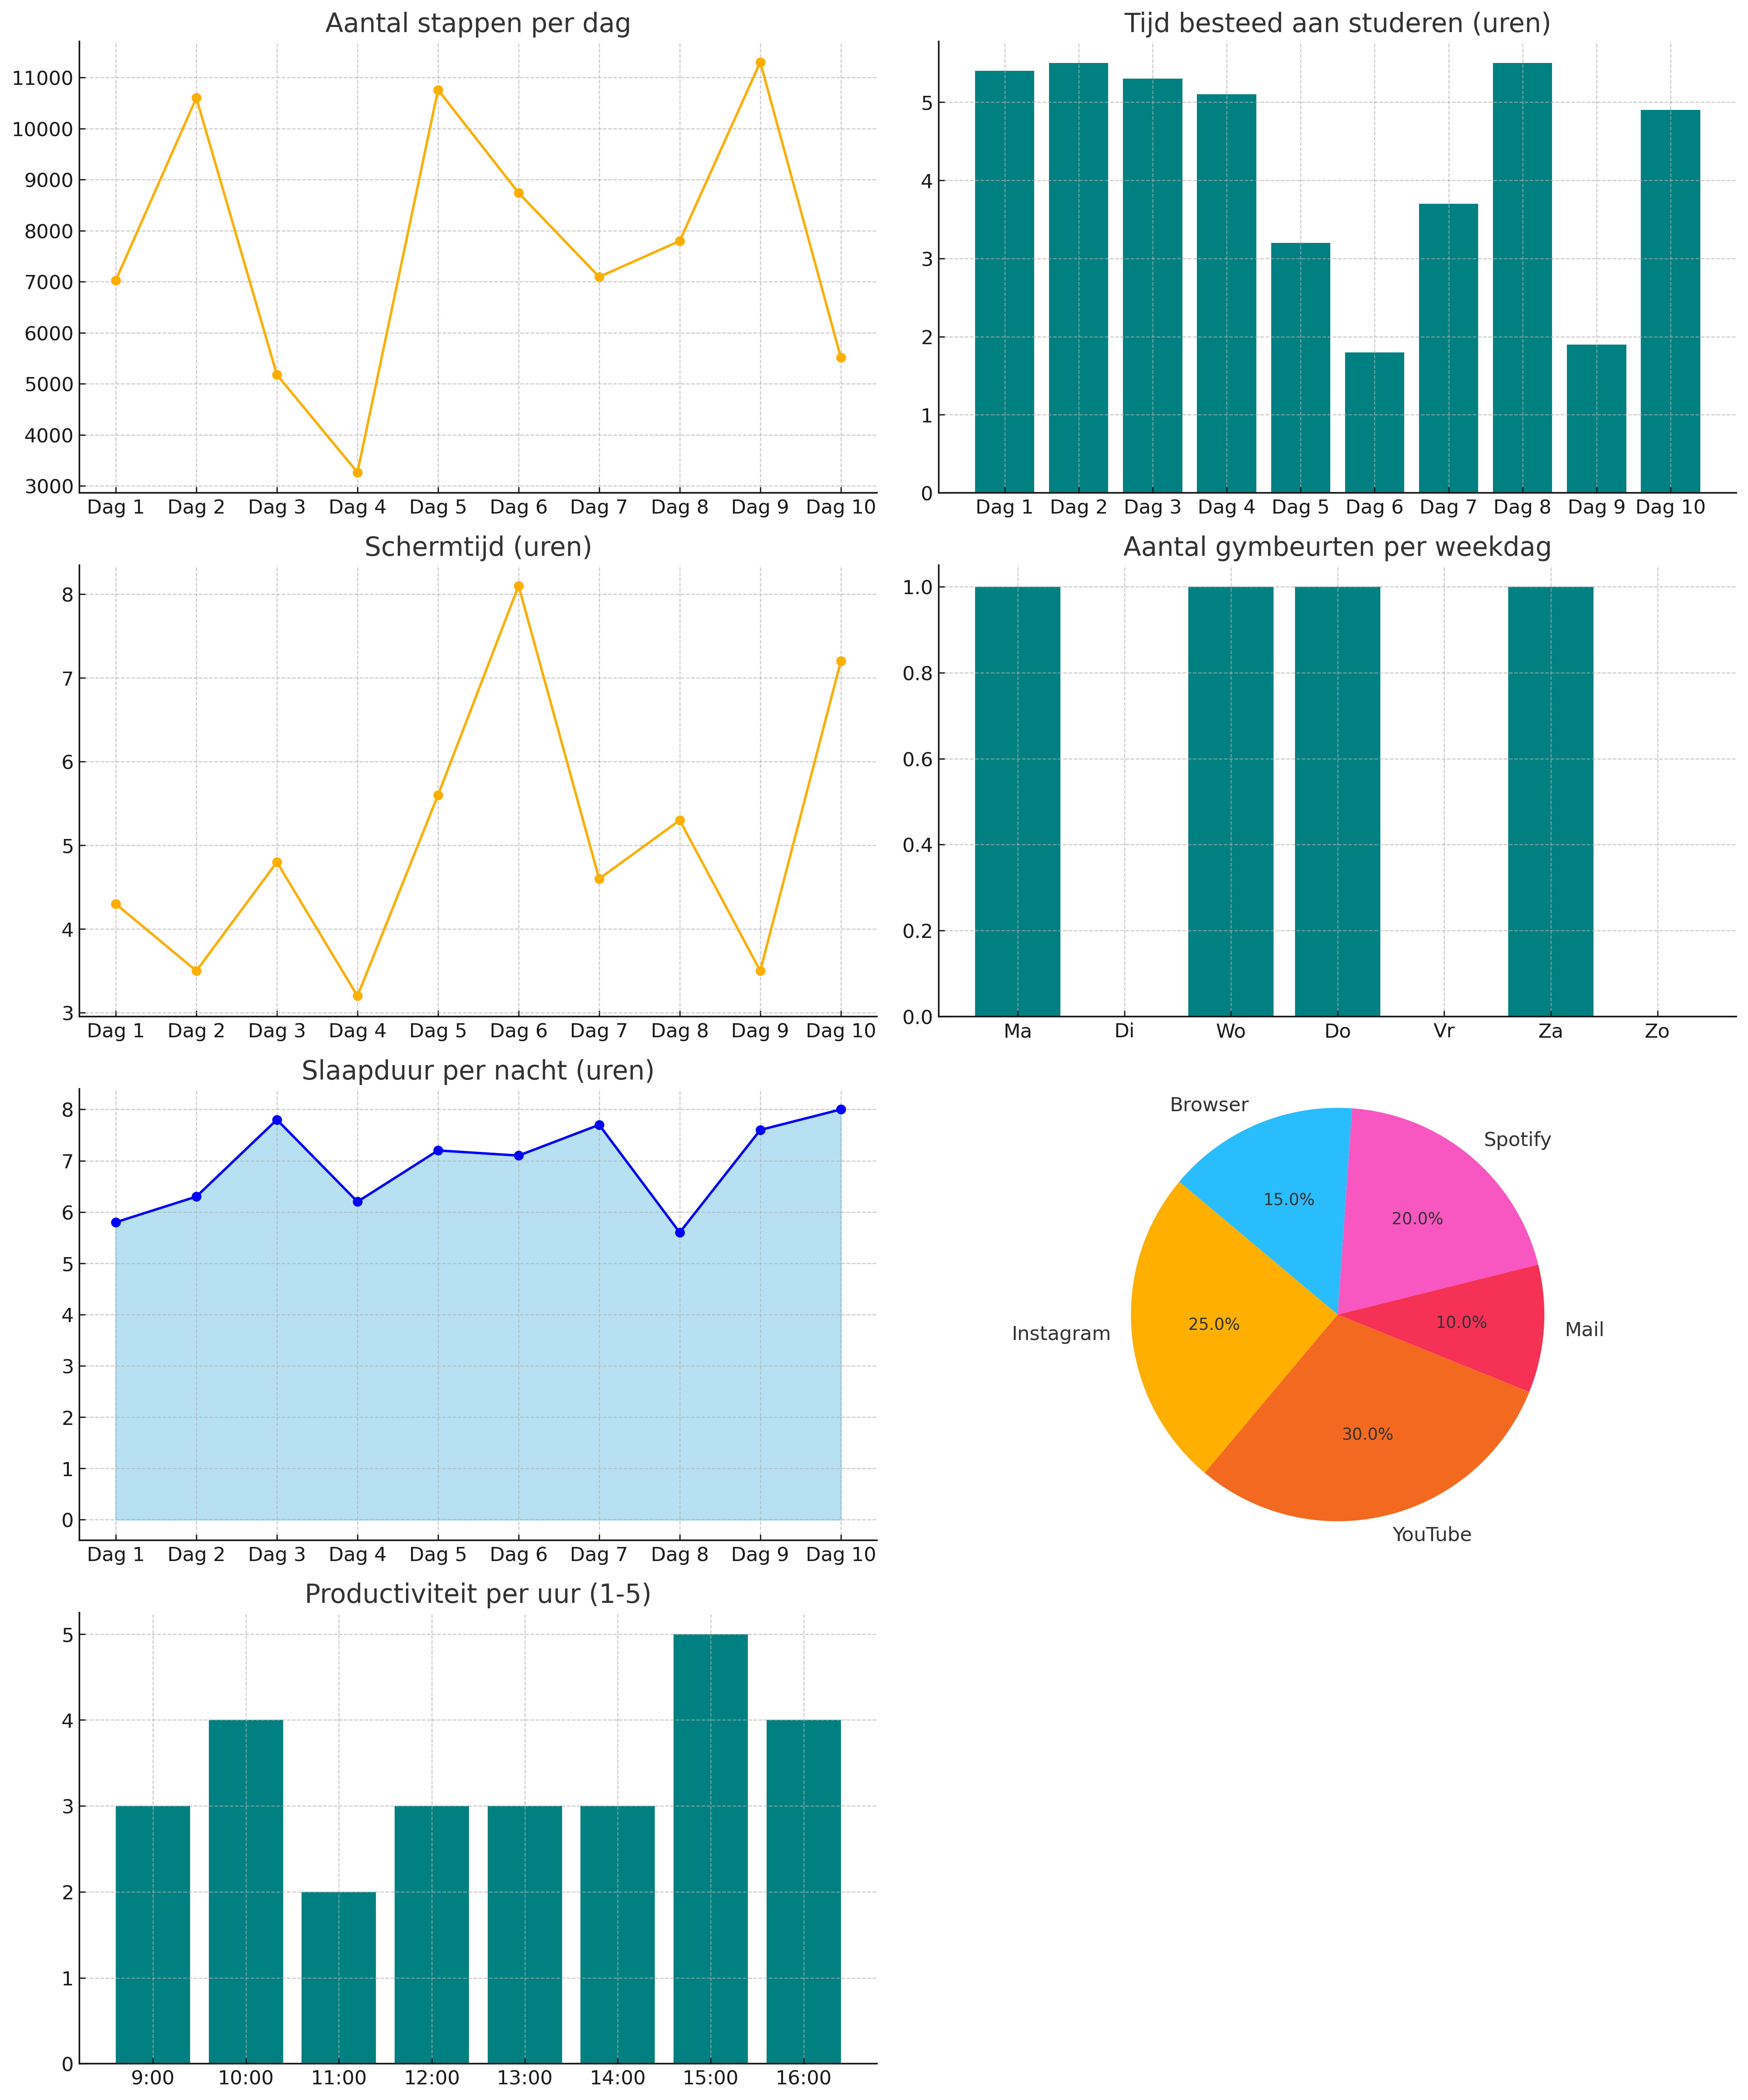 Aantal stappen per dag
11000
10000
9000
8000
7000
6000
5000
4000
3000
Dag 1 Dag 2 Dag 3 Dag 4 Dag 5 Dag 6 Dag 7 Dag 8 Dag 9 Dag 10
Tijd besteed aan studeren (uren)
5
4
3
2
1
0
Dag 1 Dag 2 Dag 3 Dag 4 Dag 5 Dag 6 Dag 7 Dag 8 Dag 9 Dag 10
Schermtijd (uren)
8
7
6
5
4
3
Dag 1 Dag 2 Dag 3 Dag 4 Dag 5 Dag 6 Dag 7 Dag 8 Dag 9 Dag 10
Aantal gymbeurten per weekdag
1.0
0.8
0.6
0.4
0.2
0.0
Ma Di Wo Do Vr Za Zo
Slaapduur per nacht (uren)
8
7
6
5
4
3
2
1
0
Dag 1 Dag 2 Dag 3 Dag 4 Dag 5 Dag 6 Dag 7 Dag 8 Dag 9 Dag 10
Browser
Spotify
15.0%
20.0%
Instagram
25.0%
10.0%
Mail
30.0%
YouTube
Productiviteit per uur (1-5)
5
4
3
2
1
0
9:00 10:00 11:00 12:00 13:00 14:00 15:00 16:00